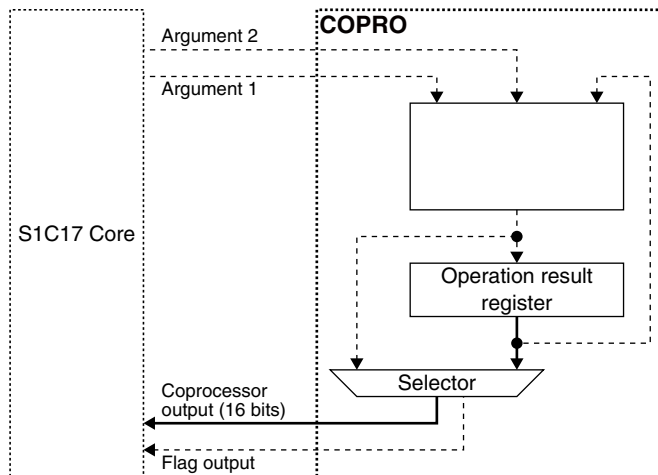 COPRO
Argument 2
Argument 1
S1C17 Core
Operation result
register
Selector
Coprocessor
output (16 bits)
Flag output